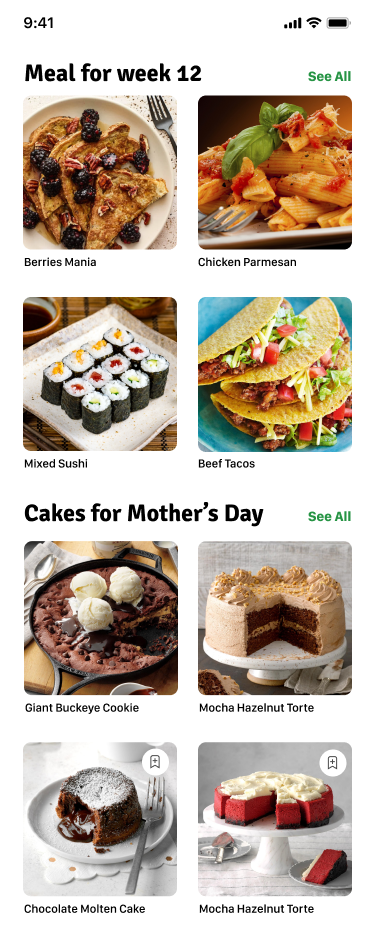 9:41
Meal for week 12
See All
Berries Mania
Chicken Parmesan
Mixed Sushi
Beef Tacos
Cakes for Mother’s Day
See All
Giant Buckeye Cookie
Mocha Hazelnut Torte
Chocolate Molten Cake
Mocha Hazelnut Torte